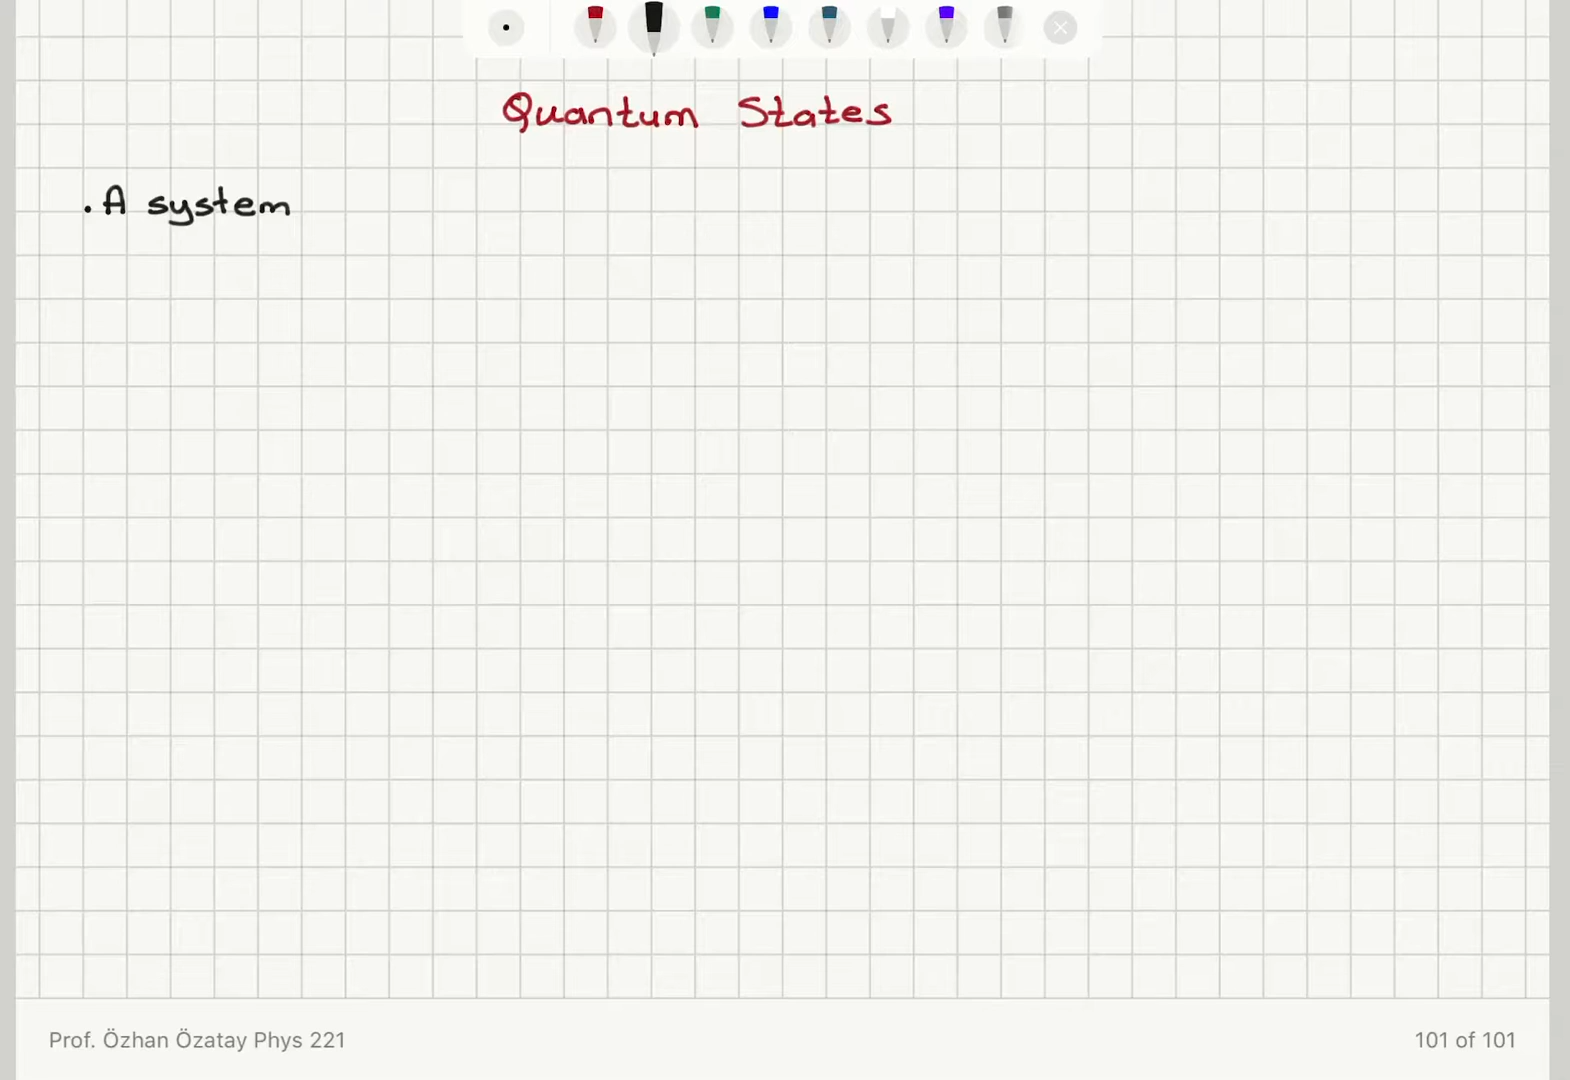 Quantum States
. A system
Prof. Özhan Özatay Phys 221
101 of 101